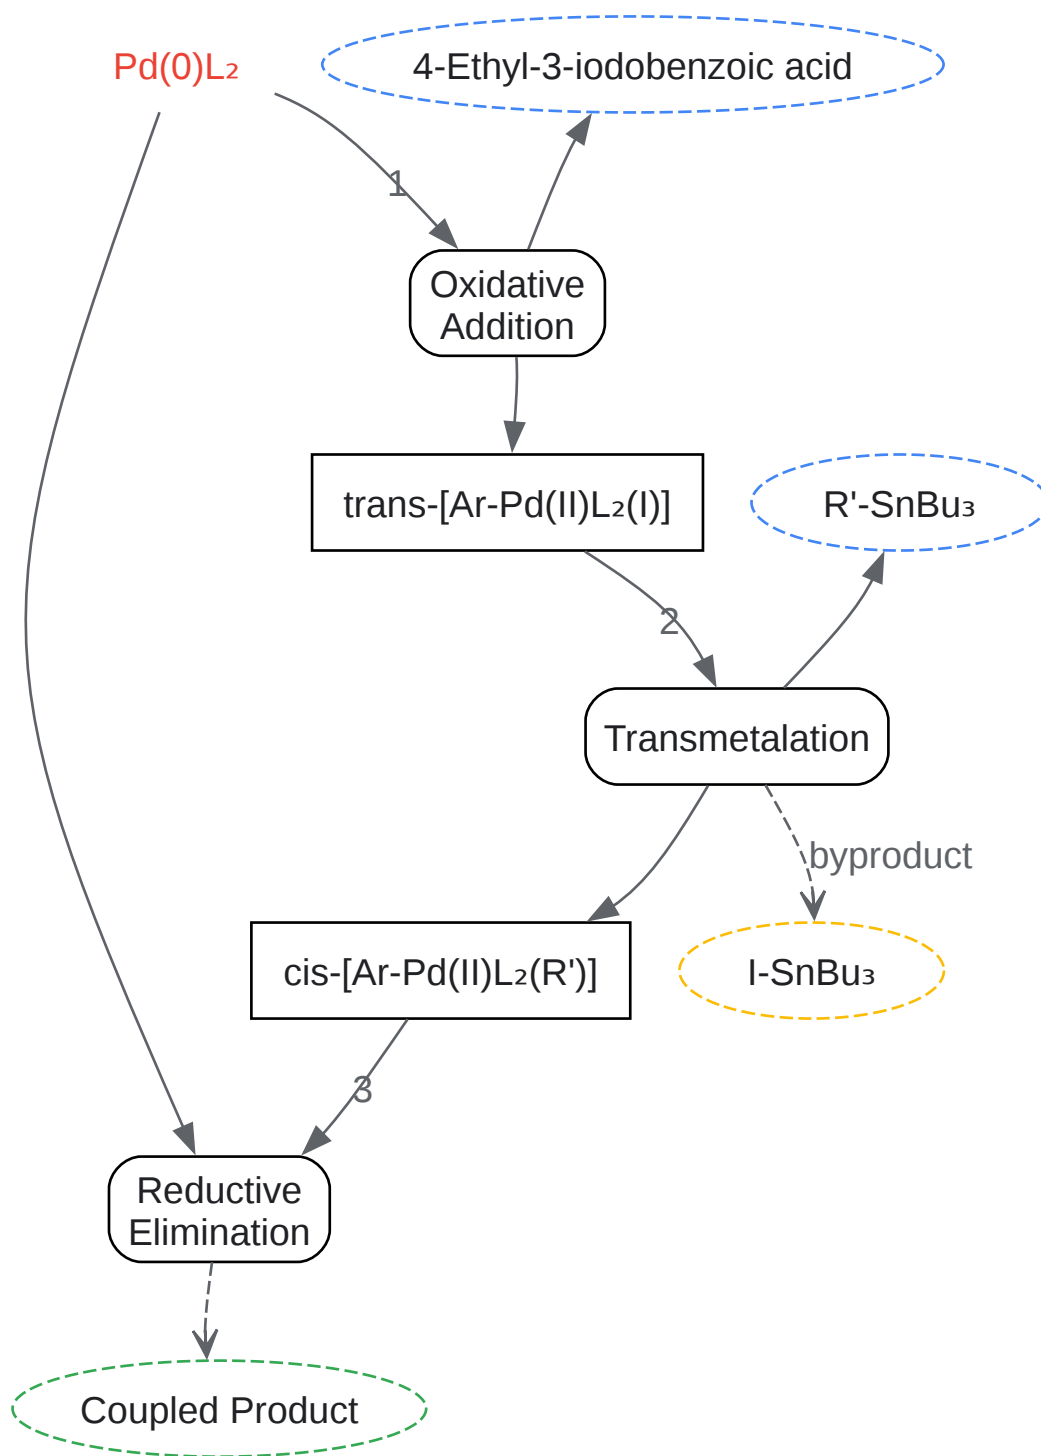 Pd(0)L₂
4-Ethyl-3-iodobenzoic acid
1
Oxidative
Addition
trans-[Ar-Pd(II)L₂(I)]
R'-SnBu₃
2
Transmetalation
byproduct
cis-[Ar-Pd(II)L₂(R')]
I-SnBu₃
3
Reductive
Elimination
Coupled Product